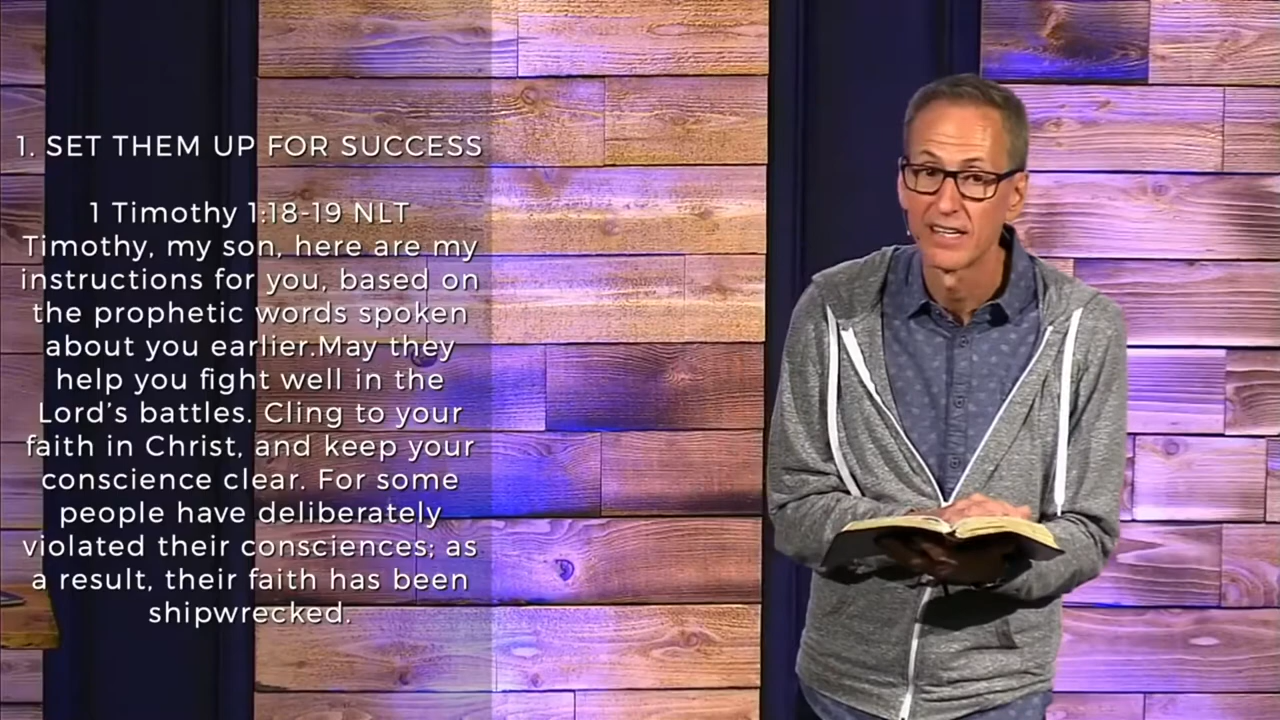 1. SET THEM UP FOR SUCCESS
1 Timothy 1:18-19 NLT
Timothy, my son, here are my
instructions for you, based on
the prophetic words spoken
about you earlier.May they
help you fight well in the
Lord's battles. Cling to your
faith in Christ, and keep your
conscience clear. For some
people have deliberately
violated their consciences; as
a result, their faith has been
shipwrecked.